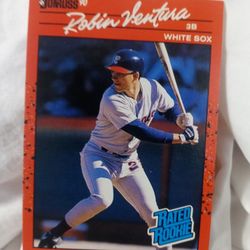 DONRUSS '90
Robin Ventura
3B
WHITE SOX
RATED
ROOKIE